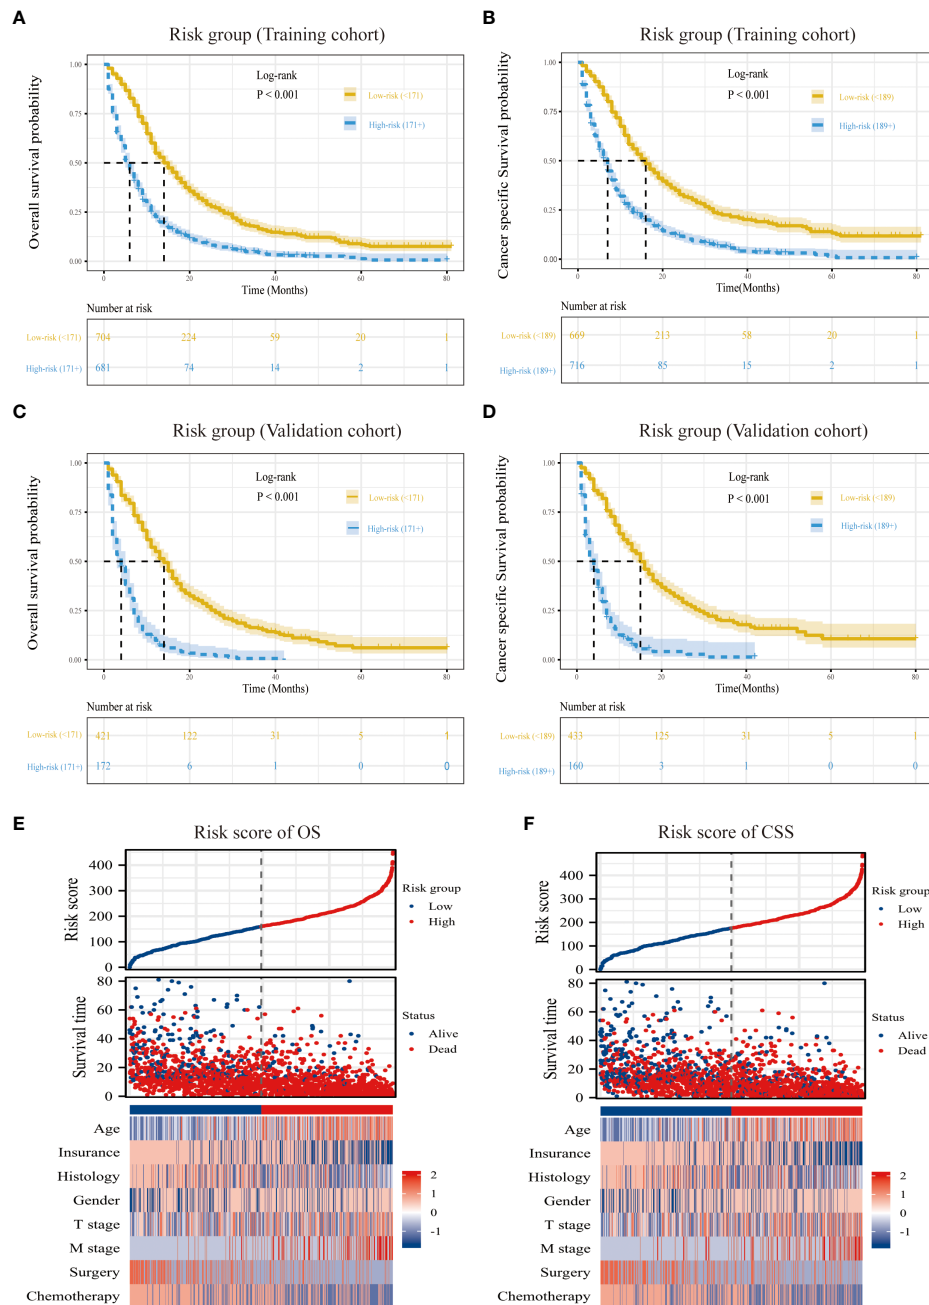 A
Risk group (Training cohort)
Overall survival probability
1.00
0.75
0.50
0.25
0.00
Log-rank
P < 0.001
Low-risk (<171)
High-risk (171+)
0 20 40 60 80
Time (Months)
Number at risk
Low-risk (<171) 704 224 59 20 1
High-risk (171+) 681 74 14 2 1
B
Risk group (Training cohort)
Cancer specific Survival probability
1.00
0.75
0.50
0.25
0.00
Log-rank
P < 0.001
Low-risk (<189)
High-risk (189+)
0 20 40 60 80
Time(Months)
Number at risk
Low-risk (<189) 669 213 58 20 1
High-risk (189+) 716 85 15 2 1
C
Risk group (Validation cohort)
Overall survival probability
1.00
0.75
0.50
0.25
0.00
Log-rank
P < 0.001
Low-risk (<171)
High-risk (171+)
0 20 40 60 80
Time (Months)
Number at risk
Low-risk (<171) 421 122 31 5 1
High-risk (171+) 172 6 1 0 0
D
Risk group (Validation cohort)
Cancer specific Survival probability
1.00
0.75
0.50
0.25
0.00
Log-rank
P < 0.001
Low-risk (<189)
High-risk (189+)
0 20 40 60 80
Time(Months)
Number at risk
Low-risk (<189) 433 125 31 5 1
High-risk (189+) 160 3 1 0 0
E
Risk score of OS
Risk score
400
300
200
100
0
Risk group
Low
High
Survival time
80
60
40
20
0
Status
Alive
Dead
Age
Insurance
Histology
Gender
T stage
M stage
Surgery
Chemotherapy
2
1
0
-1
F
Risk score of CSS
Risk score
400
300
200
100
0
Risk group
Low
High
Survival time
80
60
40
20
0
Status
Alive
Dead
Age
Insurance
Histology
Gender
T stage
M stage
Surgery
Chemotherapy
2
1
0
-1